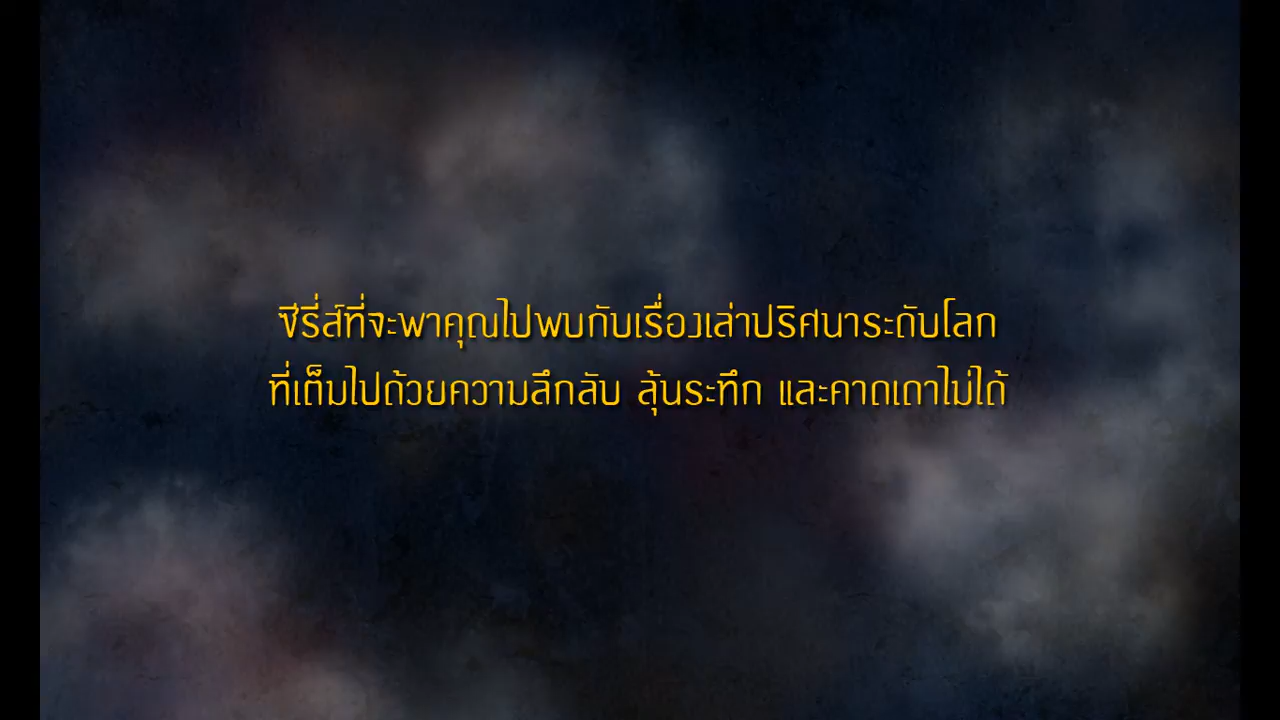 ซีรี่ส์ที่จะพาคุณไปพบกับเรื่องเล่าปริศนาระดับโลก
ที่เต็มไปด้วยความลึกลับ ลุ้นระทึก และคาดเดาไม่ได้